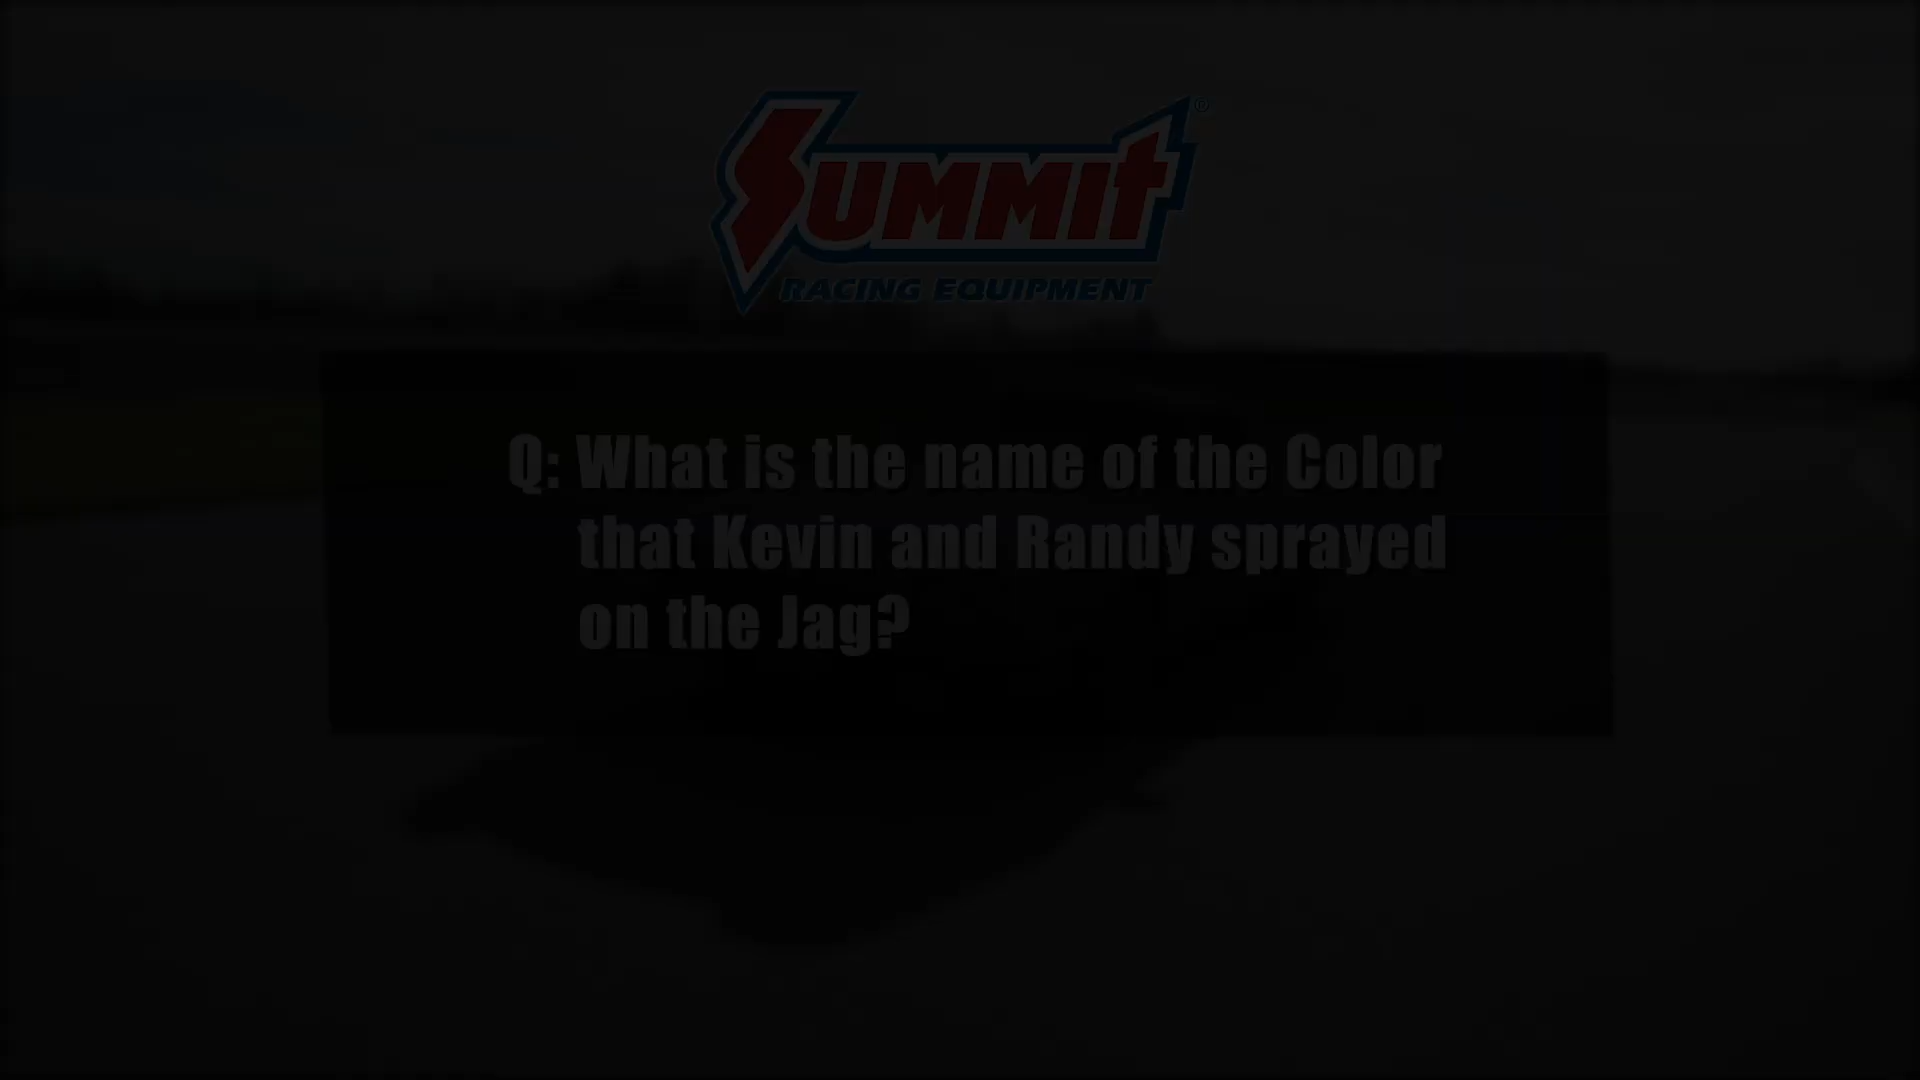 SUMMIT®
RACING EQUIPMENT
Q: What is the name of the Color
that Kevin and Randy sprayed
on the Jag?